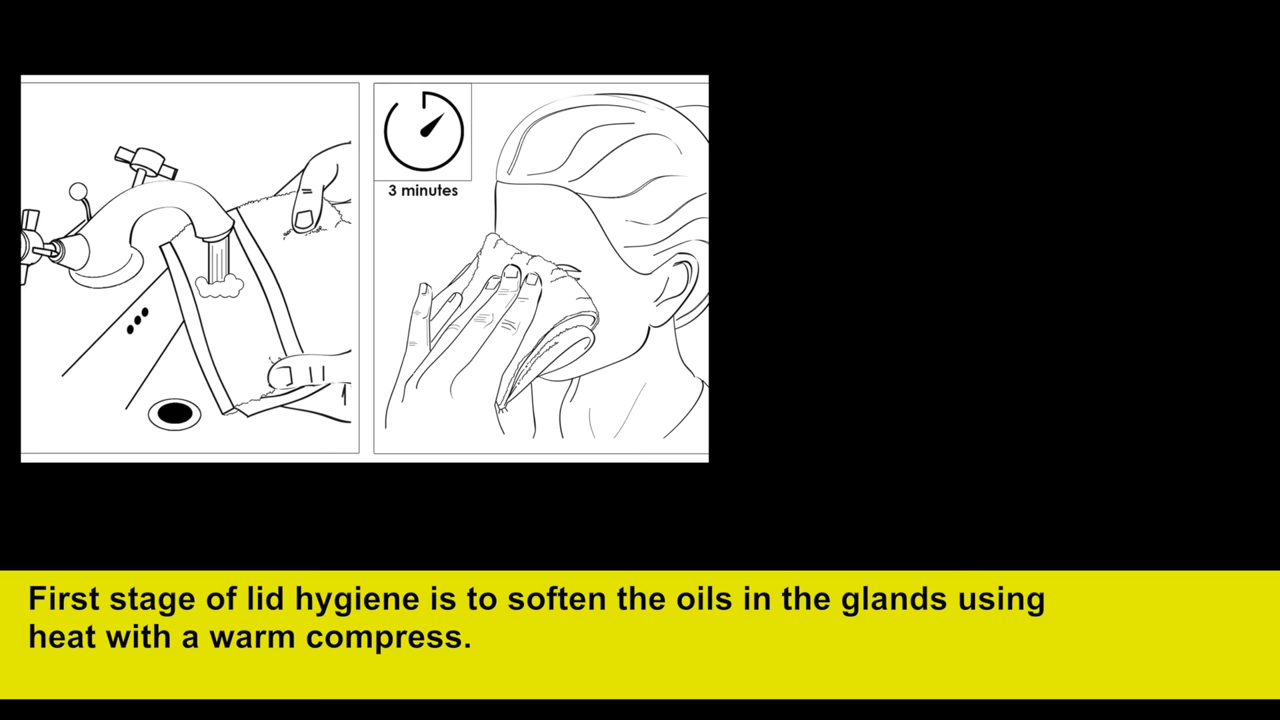 3 minutes
First stage of lid hygiene is to soften the oils in the glands using
heat with a warm compress.